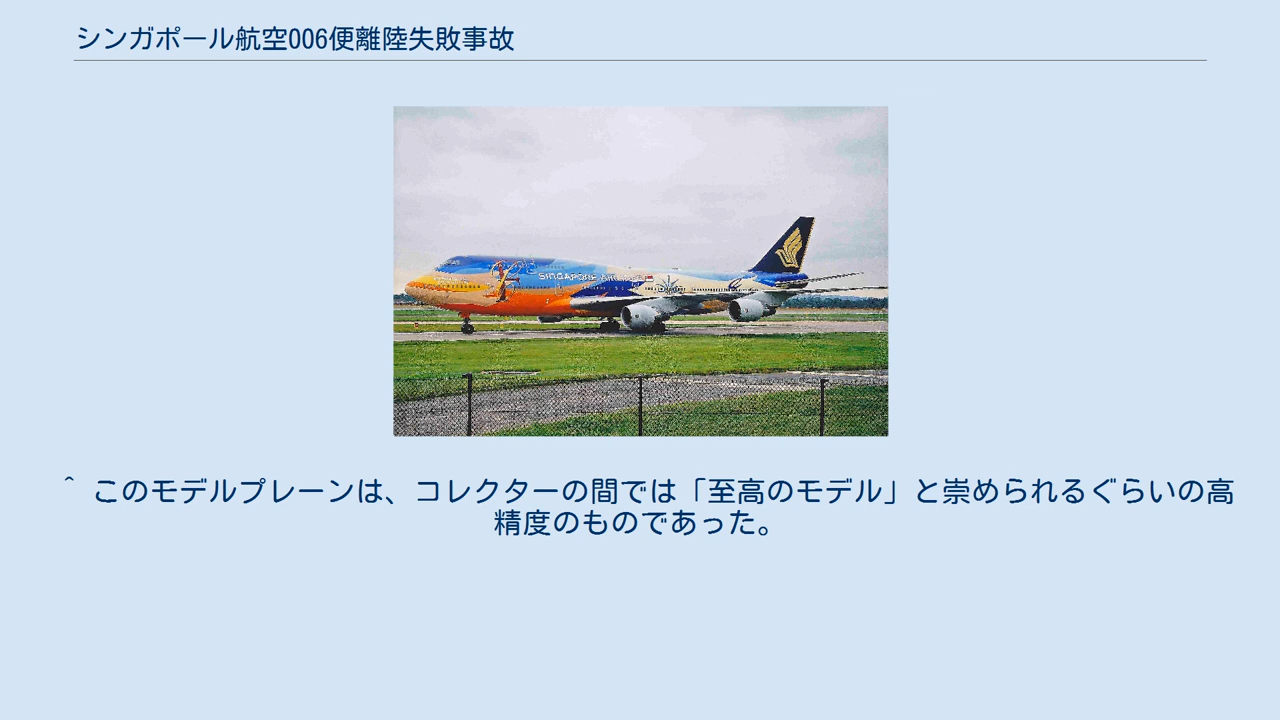 シンガポール航空006便離陸失敗事故
SINGAPORE AIRLINES
^ このモデルプレーンは、コレクターの間では「至高のモデル」と崇められるぐらいの高
精度のものであった。